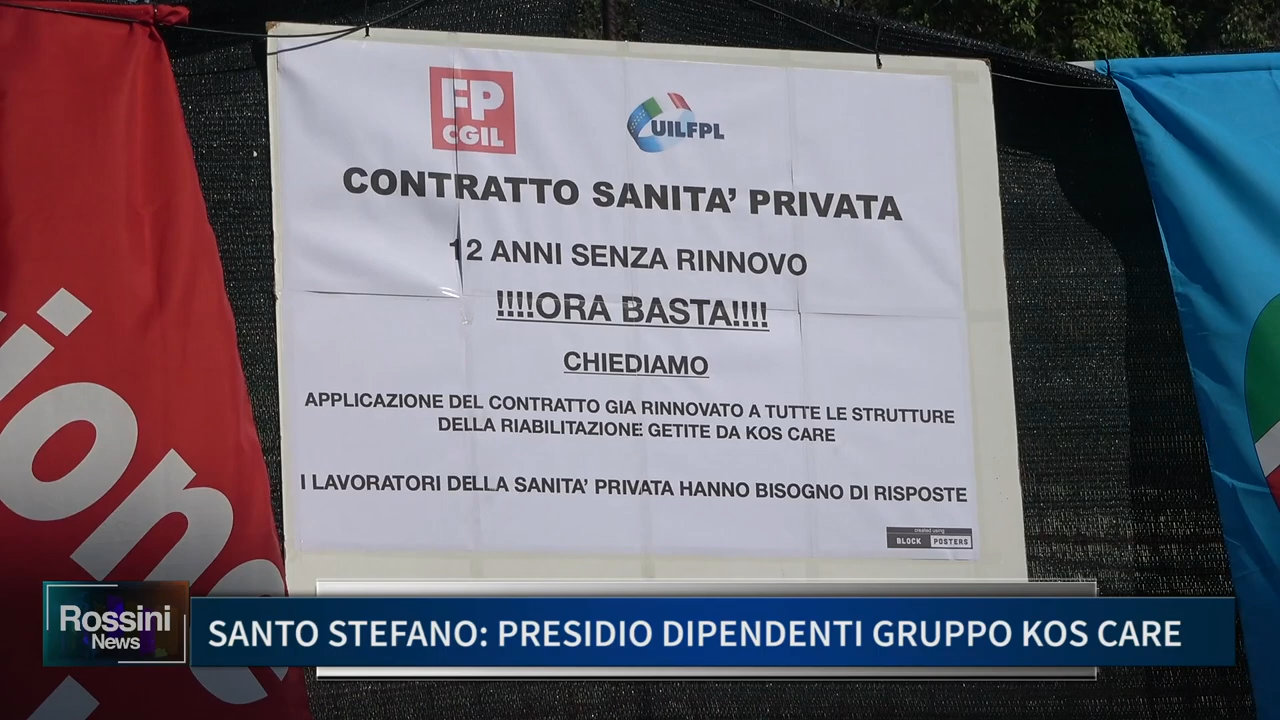 FP
CGIL
UILFPL
CONTRATTO SANITA' PRIVATA
12 ANNI SENZA RINNOVO
!!!!ORA BASTA!!!!
CHIEDIAMO
APPLICAZIONE DEL CONTRATTO GIA RINNOVATO A TUTTE LE STRUTTURE
DELLA RIABILITAZIONE GETITE DA KOS CARE
I LAVORATORI DELLA SANITA' PRIVATA HANNO BISOGNO DI RISPOSTE
created using
BLOCK POSTERS
Rossini
News
SANTO STEFANO: PRESIDIO DIPENDENTI GRUPPO KOS CARE